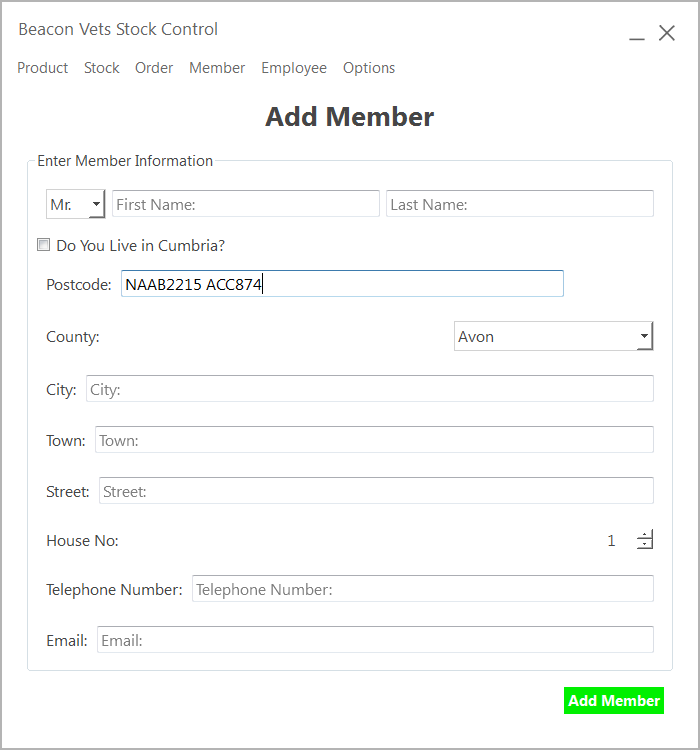 Beacon Vets Stock Control
Product Stock Order Member Employee Options
Add Member
Enter Member Information
Mr. First Name: Last Name:
Do You Live in Cumbria?
Postcode: NAAB2215 ACC874
County: Avon
City: City:
Town: Town:
Street: Street:
House No: 1
Telephone Number: Telephone Number:
Email: Email:
Add Member